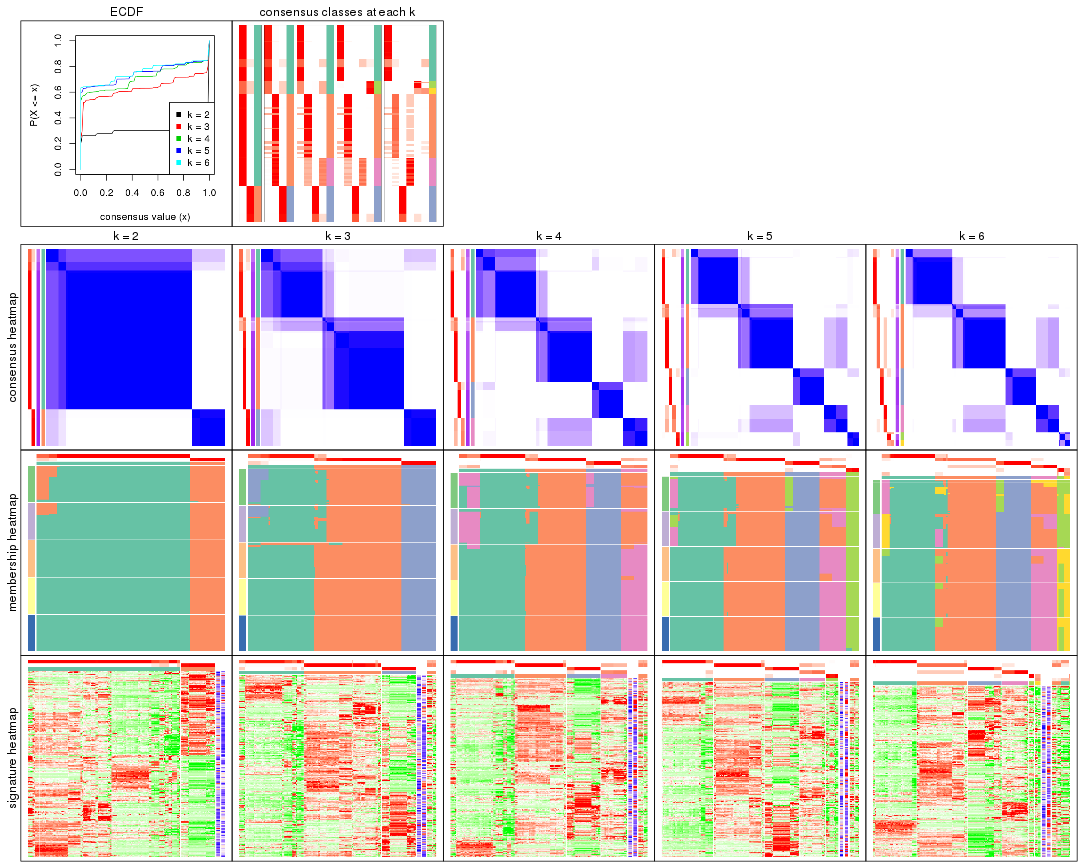 ECDF
consensus classes at each k
P(X <= x)
0.0
0.2
0.4
0.6
0.8
1.0
k = 2
k = 3
k = 4
k = 5
k = 6
0.0 0.2 0.4 0.6 0.8 1.0
consensus value (x)
k = 2
k = 3
k = 4
k = 5
k = 6
consensus heatmap
membership heatmap
signature heatmap